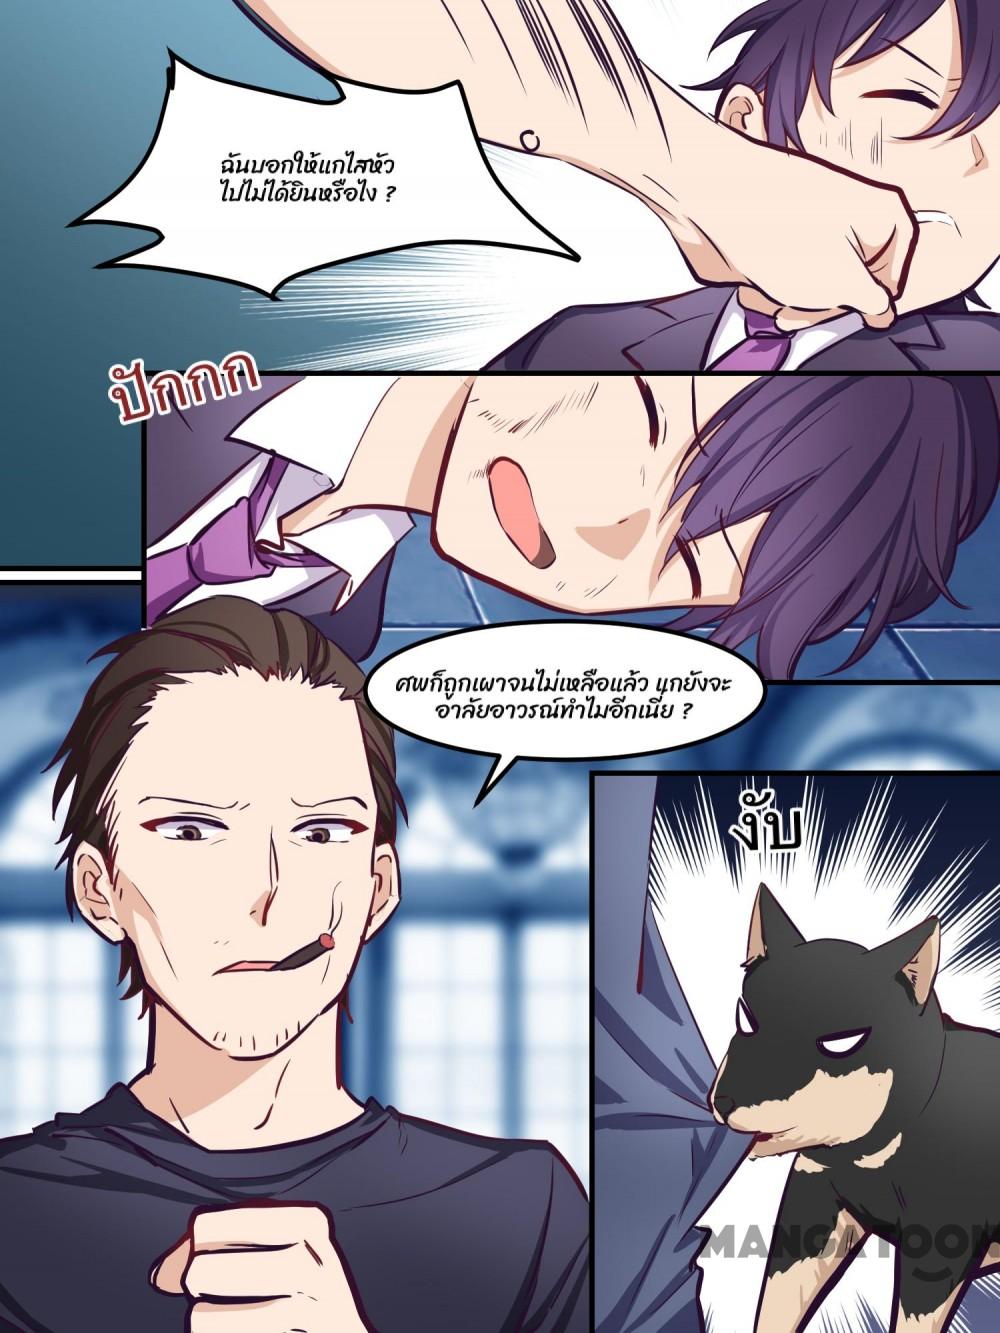 ฉันบอกให้แกไสหัว
ไปไม่ได้ยินหรือไง ?
ปักกก
ศพก็ถูกเผาจนไม่เหลือแล้ว แกยังจะ
อาลัยอาวรณ์ทำไมอีกเนี่ย ?
งับ
MANGATOON